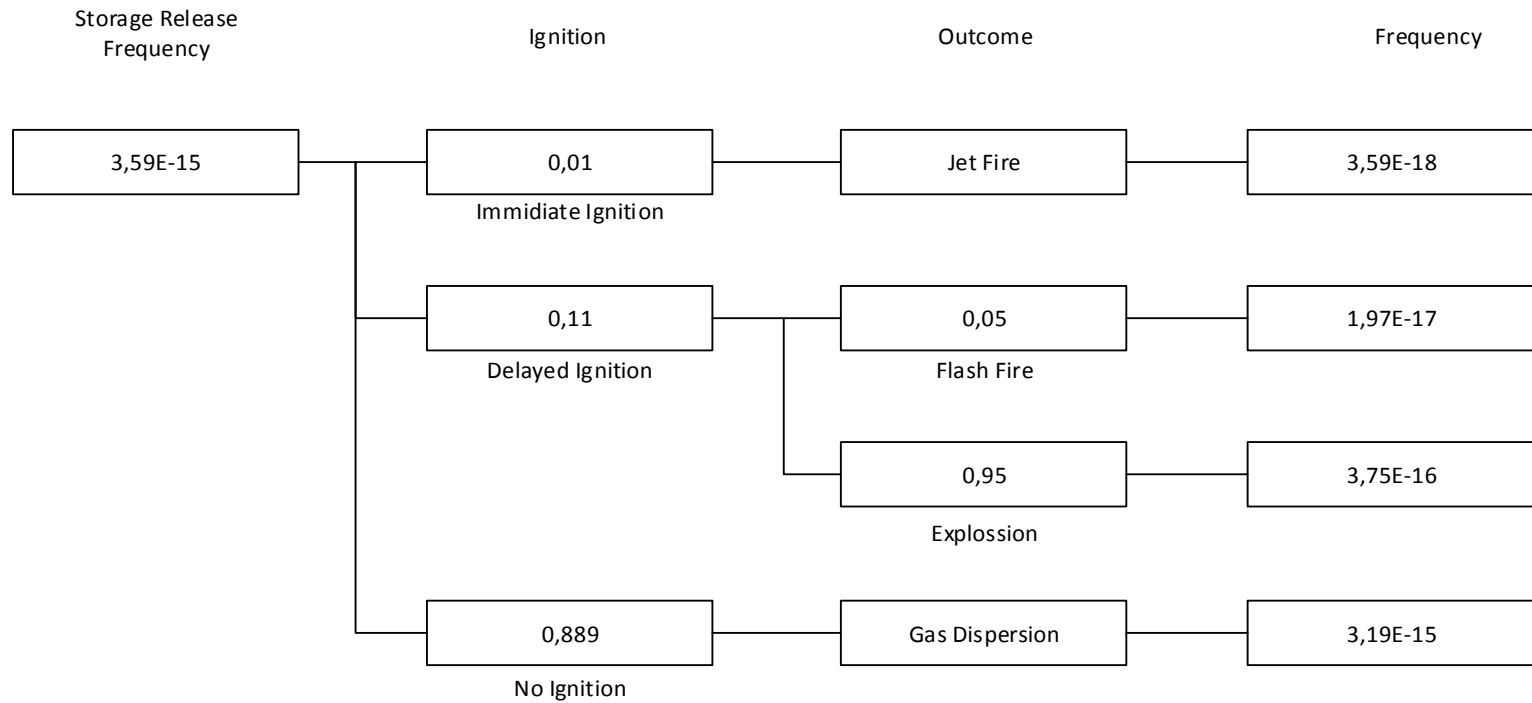 Storage Release
Frequency
Ignition
Outcome
Frequency
3,59E-15
0,01
Jet Fire
3,59E-18
Immidiate Ignition
0,11
0,05
1,97E-17
Delayed Ignition
Flash Fire
0,95
3,75E-16
Explossion
0,889
Gas Dispersion
3,19E-15
No Ignition